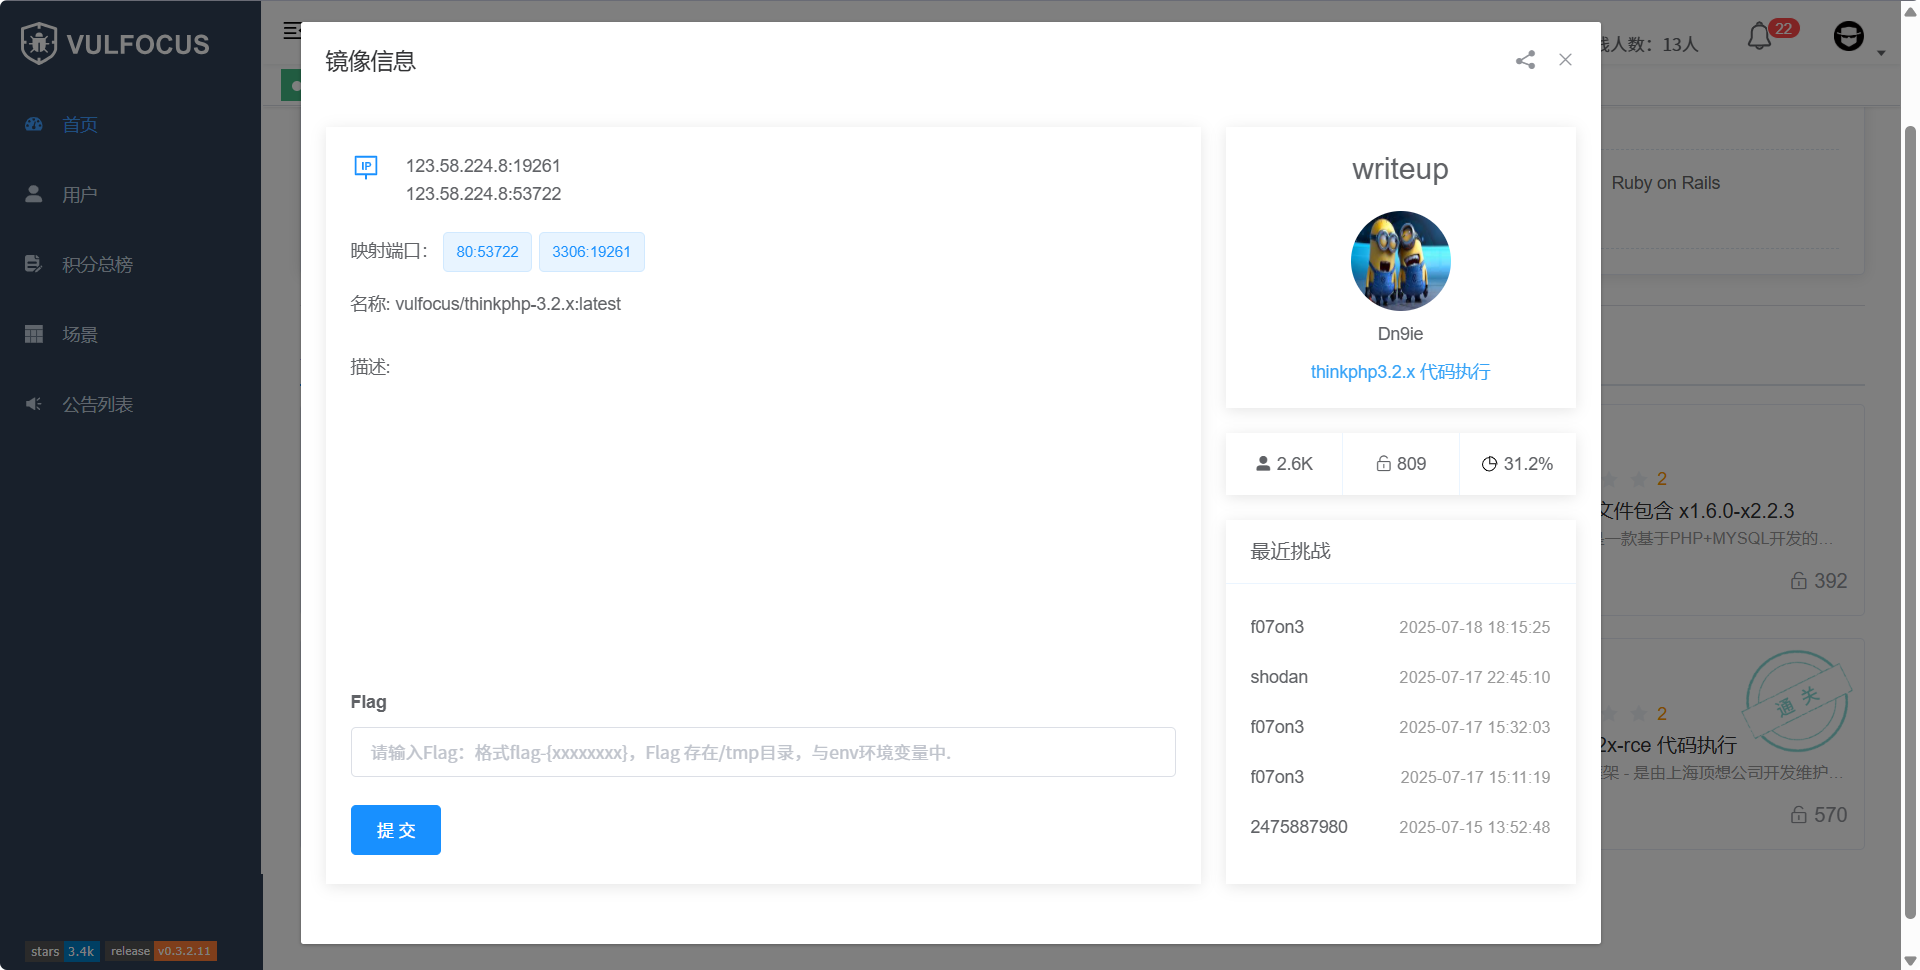 VULFOCUS
首页
用户
积分总榜
场景
公告列表
stars 3.4k
release v0.3.2.11
线人数：13人
22
镜像信息
IP
123.58.224.8:19261
123.58.224.8:53722
映射端口：
80:53722
3306:19261
名称: vulfocus/thinkphp-3.2.x:latest
描述:
Flag
请输入Flag：格式flag-{xxxxxxxx}，Flag 存在/tmp目录，与env环境变量中.
提 交
writeup
Dn9ie
thinkphp3.2.x 代码执行
2.6K
809
31.2%
最近挑战
f07on3 2025-07-18 18:15:25
shodan 2025-07-17 22:45:10
f07on3 2025-07-17 15:32:03
f07on3 2025-07-17 15:11:19
2475887980 2025-07-15 13:52:48
Ruby on Rails
2
文件包含 x1.6.0-x2.2.3
是一款基于PHP+MYSQL开发的...
392
通关
2
2x-rce 代码执行
架 - 是由上海顶想公司开发维护...
570